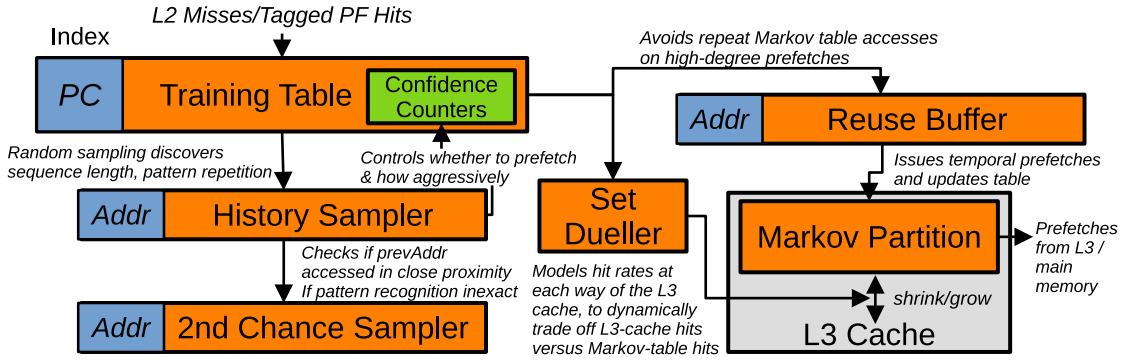 L2 Misses/Tagged PF Hits
Index
PC
Training Table
Confidence
Counters
Avoids repeat Markov table accesses
on high-degree prefetches
Addr
Reuse Buffer
Random sampling discovers
sequence length, pattern repetition
Controls whether to prefetch
& how aggressively
Issues temporal prefetches
and updates table
Addr
History Sampler
Set
Dueller
Markov Partition
Prefetches
from L3 /
main
memory
Checks if prevAddr
accessed in close proximity
If pattern recognition inexact
Models hit rates at
each way of the L3
cache, to dynamically
trade off L3-cache hits
versus Markov-table hits
shrink/grow
Addr
2nd Chance Sampler
L3 Cache